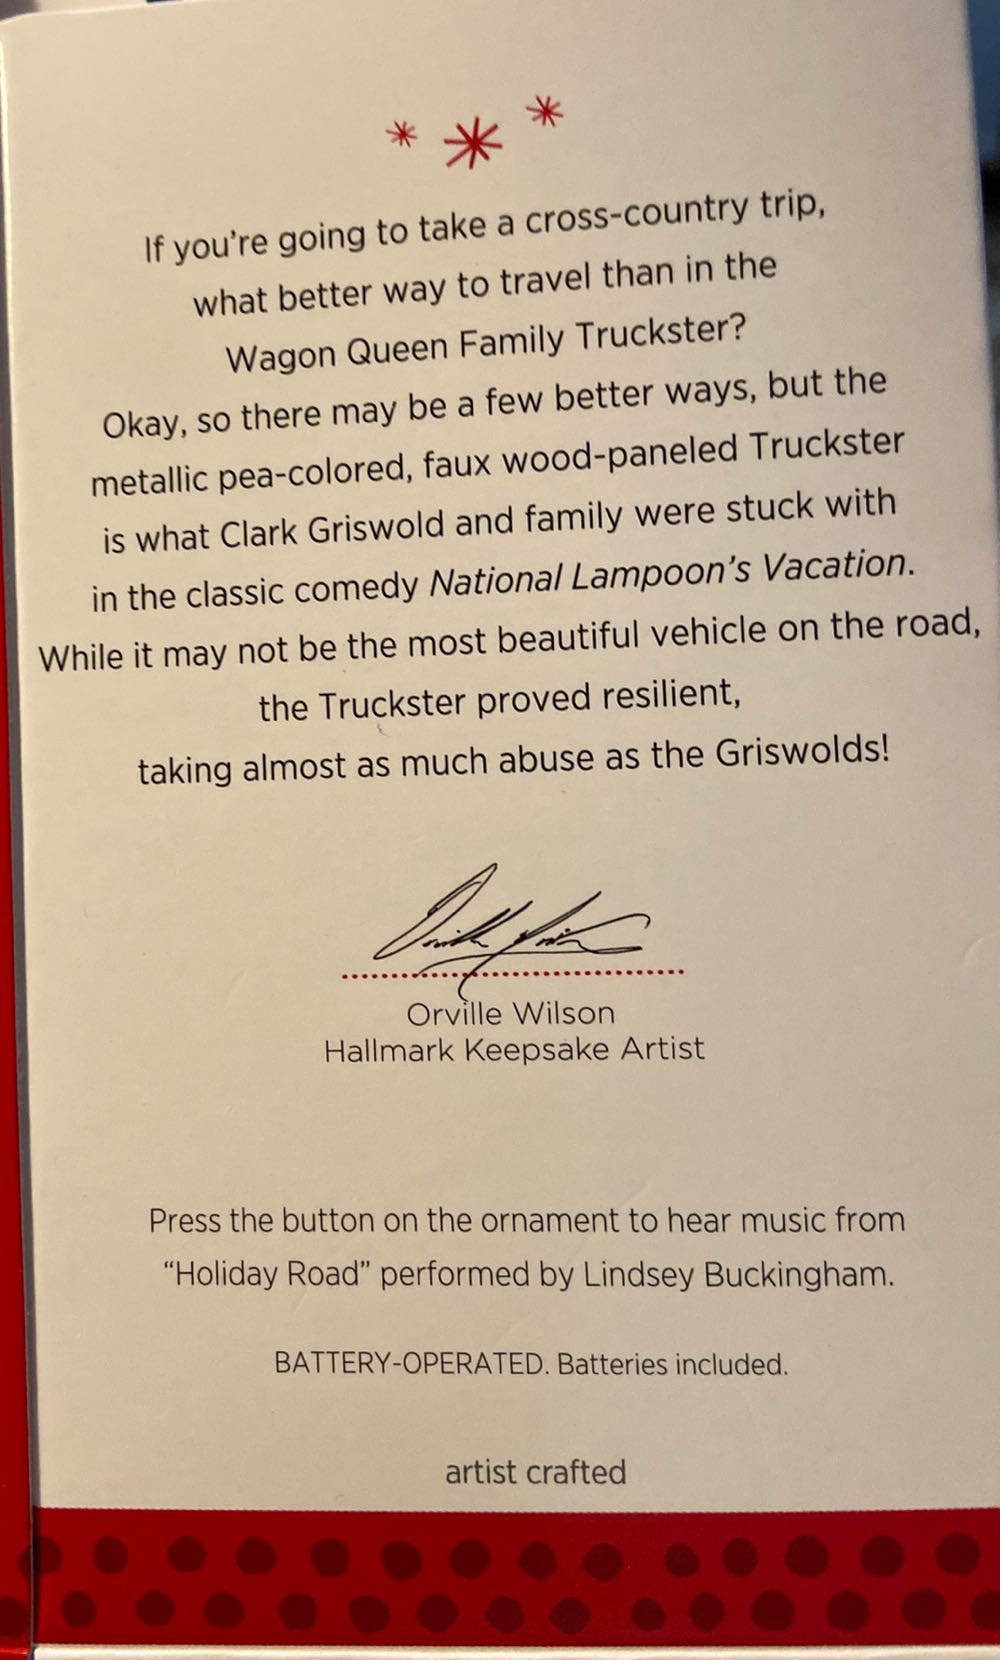 If you're going to take a cross-country trip,
what better way to travel than in the
Wagon Queen Family Truckster?
Okay, so there may be a few better ways, but the
metallic pea-colored, faux wood-paneled Truckster
is what Clark Griswold and family were stuck with
in the classic comedy National Lampoon's Vacation.
While it may not be the most beautiful vehicle on the road,
the Truckster proved resilient,
taking almost as much abuse as the Griswolds!
Orville Wilson
Orville Wilson
Hallmark Keepsake Artist
Press the button on the ornament to hear music from
“Holiday Road” performed by Lindsey Buckingham.
BATTERY-OPERATED. Batteries included.
artist crafted